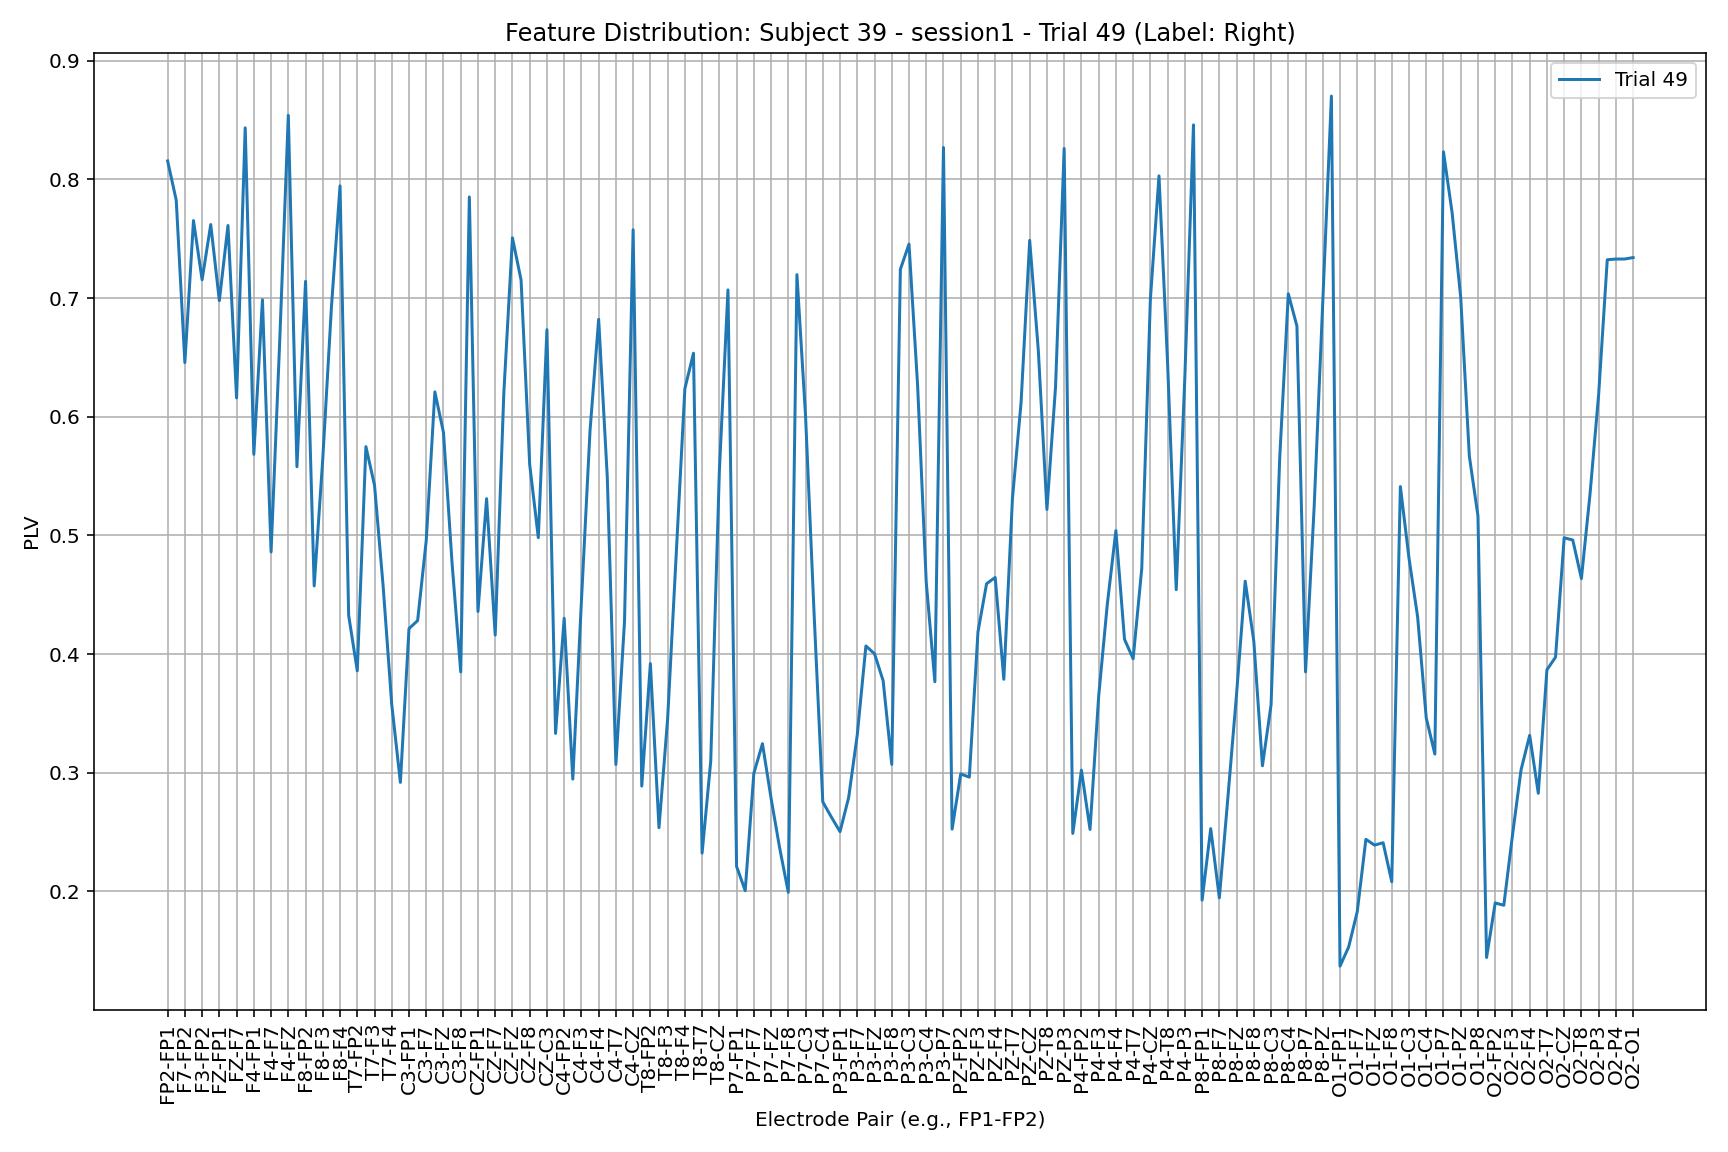 Feature Distribution: Subject 39 - session1 - Trial 49 (Label: Right)
Trial 49
PLV
0.9
0.8
0.7
0.6
0.5
0.4
0.3
0.2
FP2-FP1
F7-FP2
F3-FP2
FZ-FP1
FZ-F7
F4-FP1
F4-F7
F4-FZ
F8-FP2
F8-F3
F8-F4
T7-FP2
T7-F3
T7-F4
C3-FP1
C3-F7
C3-FZ
C3-F8
CZ-FP1
CZ-F7
CZ-FZ
CZ-F8
CZ-C3
C4-FP2
C4-F3
C4-F4
C4-T7
C4-CZ
T8-FP2
T8-F3
T8-F4
T8-T7
T8-CZ
P7-FP1
P7-F7
P7-FZ
P7-F8
P7-C3
P7-C4
P3-FP1
P3-F7
P3-FZ
P3-F8
P3-C3
P3-C4
P3-P7
PZ-FP2
PZ-F3
PZ-F4
PZ-T7
PZ-CZ
PZ-T8
PZ-P3
P4-FP2
P4-F3
P4-F4
P4-T7
P4-CZ
P4-T8
P4-P3
P8-FP1
P8-F7
P8-FZ
P8-F8
P8-C3
P8-C4
P8-P7
P8-PZ
O1-FP1
O1-F7
O1-FZ
O1-F8
O1-C3
O1-C4
O1-P7
O1-PZ
O1-P8
O2-FP2
O2-F3
O2-F4
O2-T7
O2-CZ
O2-T8
O2-P3
O2-P4
O2-O1
Electrode Pair (e.g., FP1-FP2)